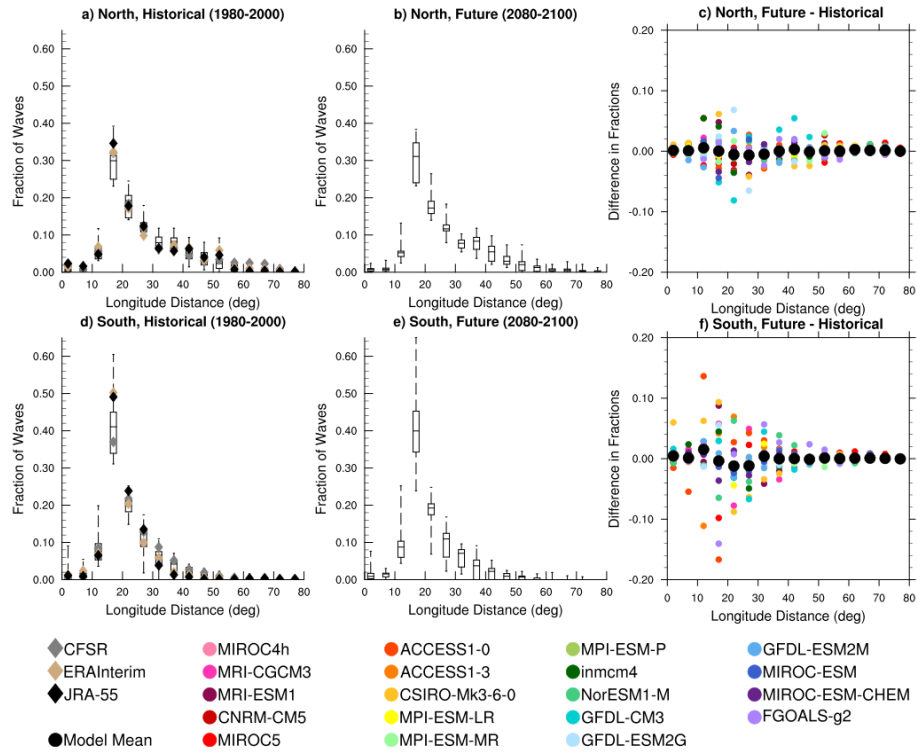 a) North, Historical (1980-2000)
b) North, Future (2080-2100)
c) North, Future - Historical
Fraction of Waves
0.60
0.50
0.40
0.30
0.20
0.10
0.00
0 10 20 30 40 50 60 70 80
Longitude Distance (deg)
Fraction of Waves
0.60
0.50
0.40
0.30
0.20
0.10
0.00
0 10 20 30 40 50 60 70 80
Longitude Distance (deg)
Difference in Fractions
0.20
0.10
0.00
-0.10
-0.20
0 10 20 30 40 50 60 70 80
Longitude Distance (deg)
d) South, Historical (1980-2000)
e) South, Future (2080-2100)
f) South, Future - Historical
Fraction of Waves
0.60
0.50
0.40
0.30
0.20
0.10
0.00
0 10 20 30 40 50 60 70 80
Longitude Distance (deg)
Fraction of Waves
0.60
0.50
0.40
0.30
0.20
0.10
0.00
0 10 20 30 40 50 60 70 80
Longitude Distance (deg)
Difference in Fractions
0.20
0.10
0.00
-0.10
-0.20
0 10 20 30 40 50 60 70 80
Longitude Distance (deg)
CFSR
ERAInterim
JRA-55
Model Mean
MIROC4h
MRI-CGCM3
MRI-ESM1
CNRM-CM5
MIROC5
ACCESS1-0
ACCESS1-3
CSIRO-Mk3-6-0
MPI-ESM-LR
MPI-ESM-MR
MPI-ESM-P
inmcm4
NorESM1-M
GFDL-CM3
GFDL-ESM2G
GFDL-ESM2M
MIROC-ESM
MIROC-ESM-CHEM
FGOALS-g2